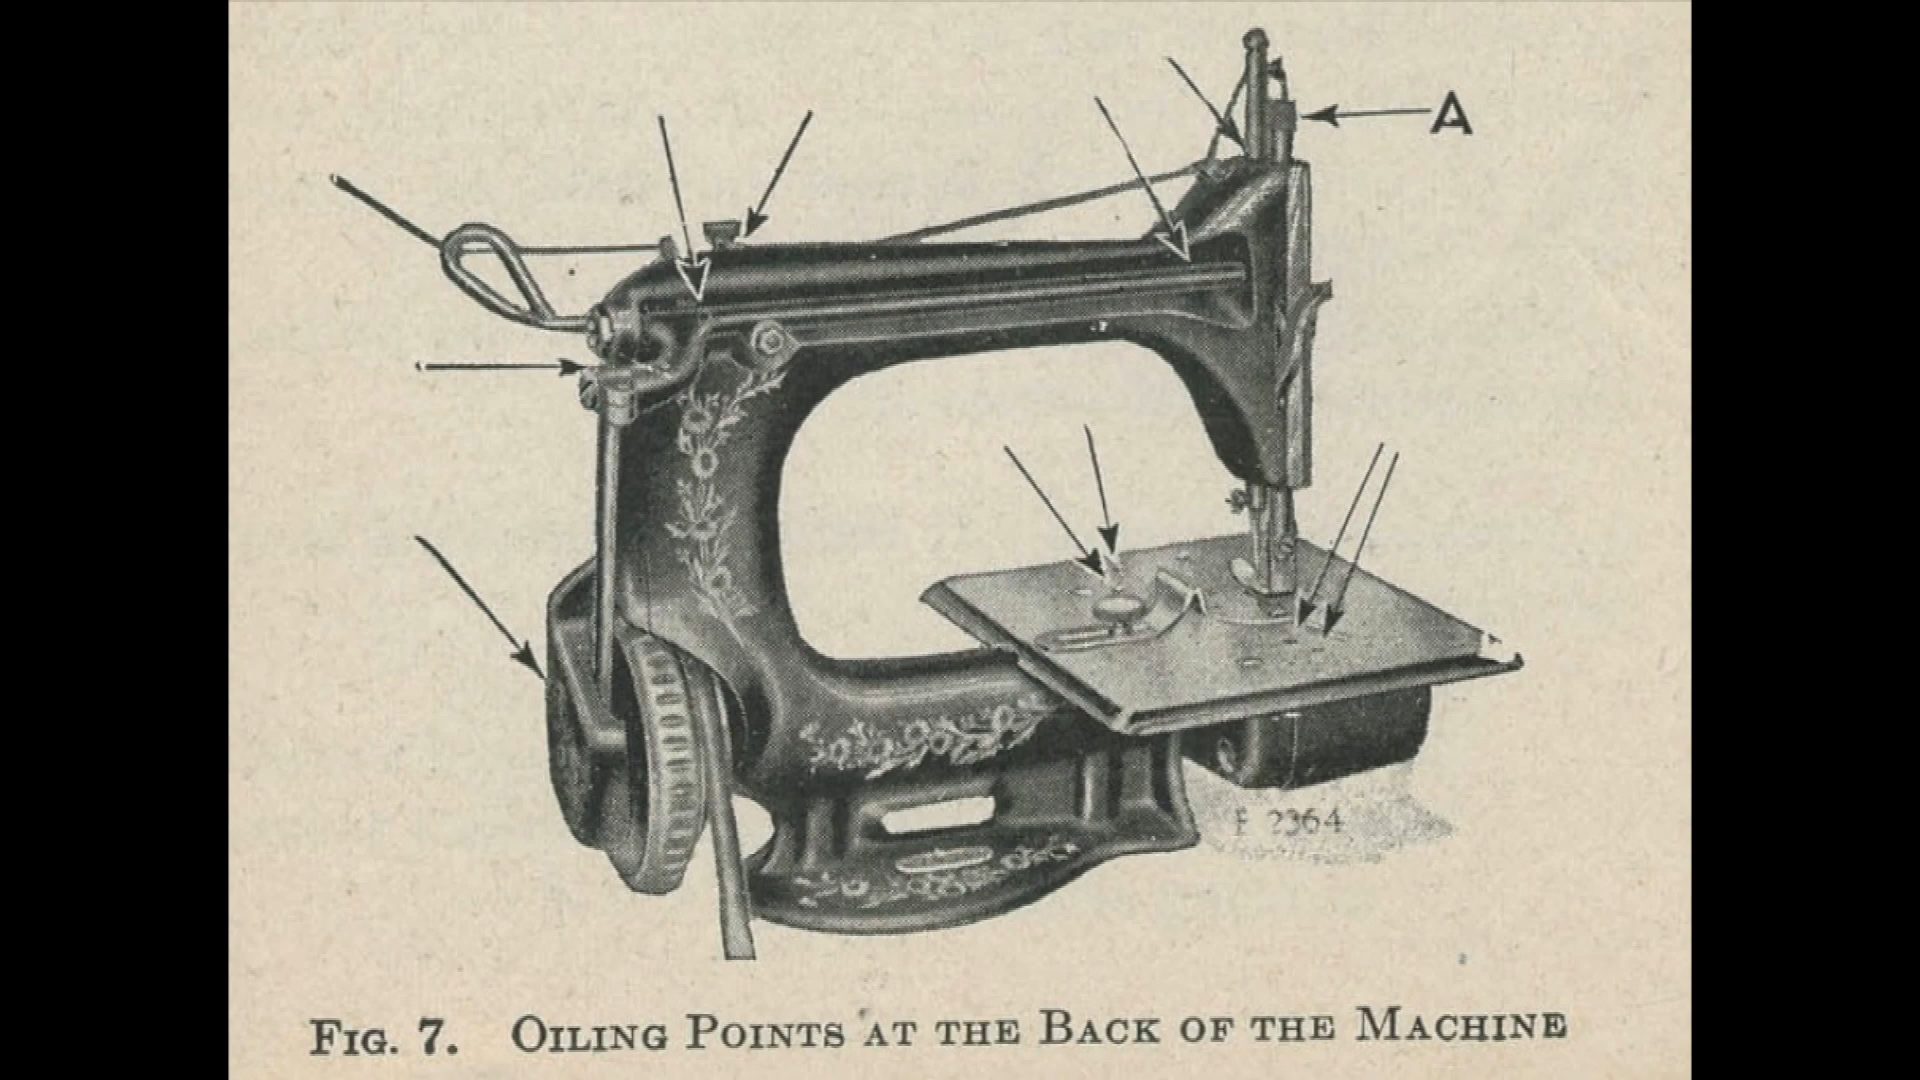 A
F 2364
FIG. 7. OILING POINTS AT THE BACK OF THE MACHINE